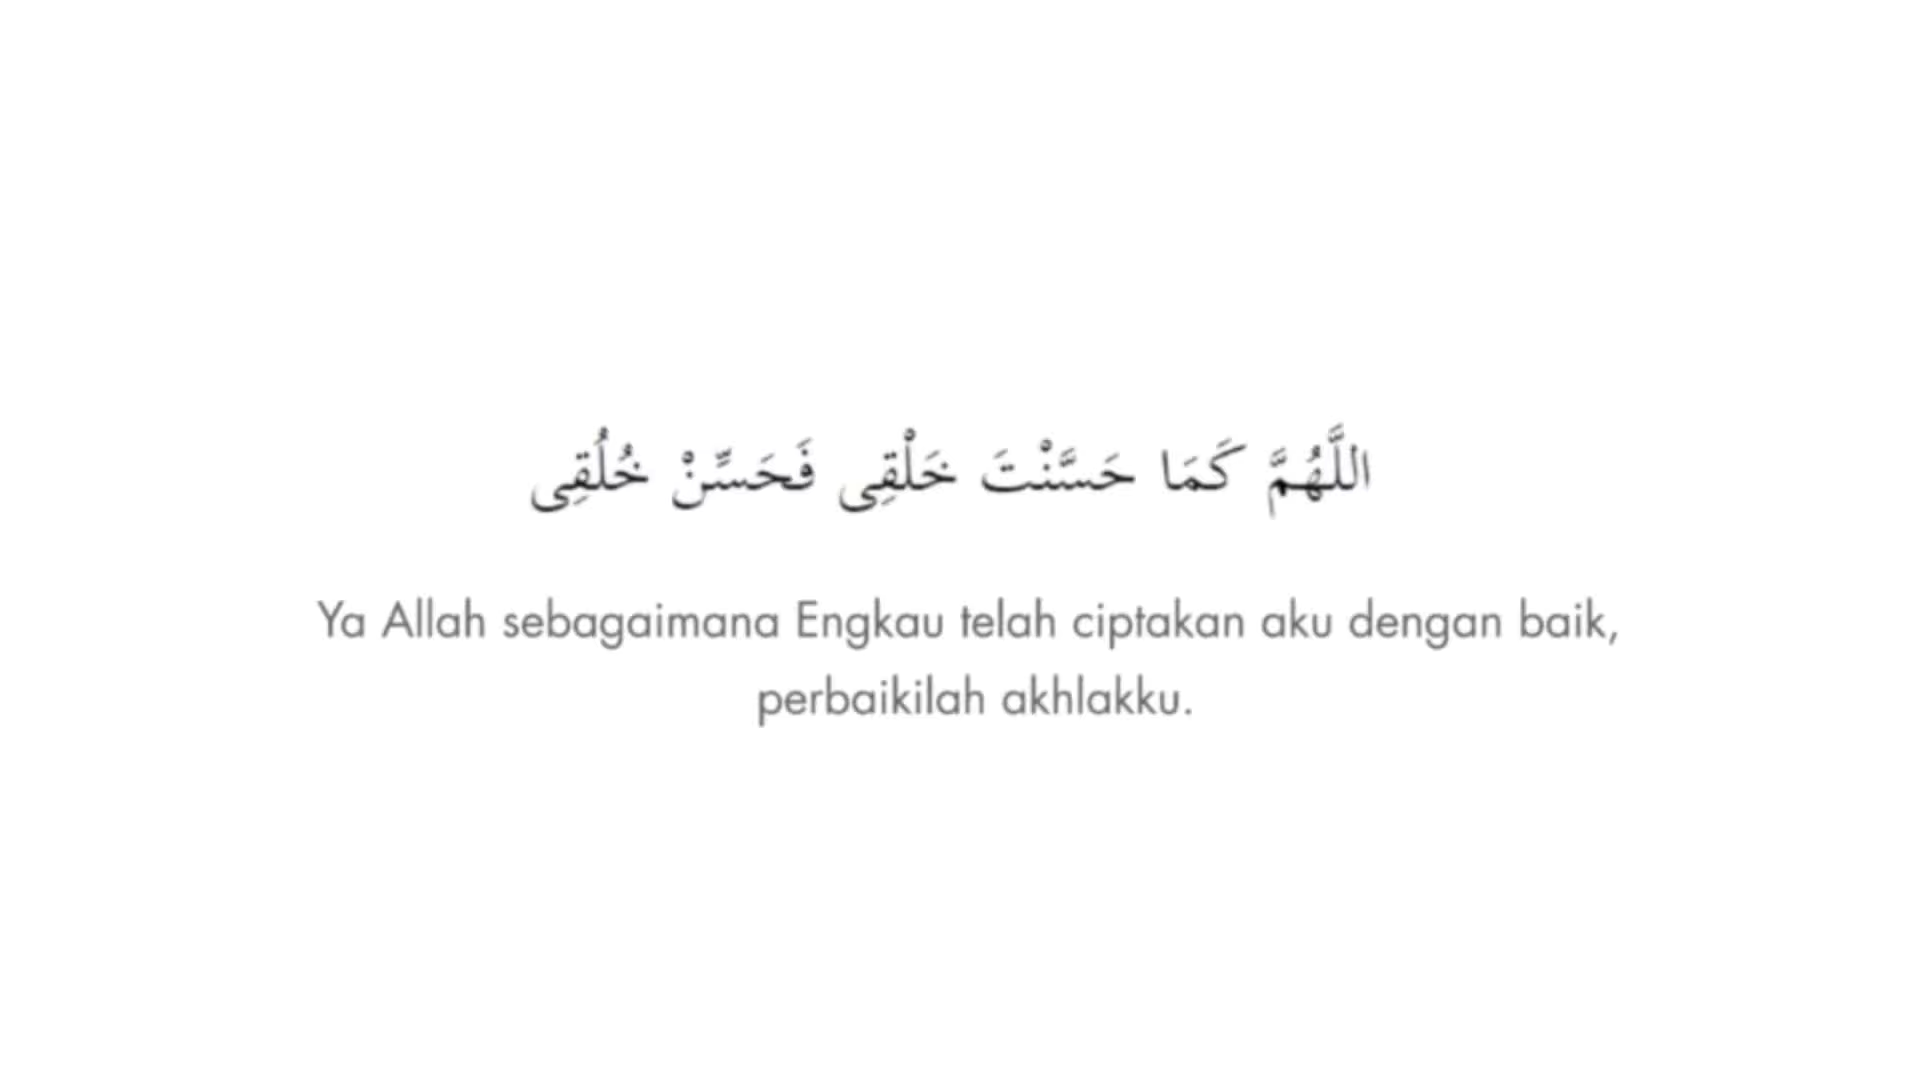 اللَّهُمَّ كَمَا حَسَّنْتَ خَلْقِى فَحَسِّنْ خُلُقِى
Ya Allah sebagaimana Engkau telah ciptakan aku dengan baik,
perbaikilah akhlakku.